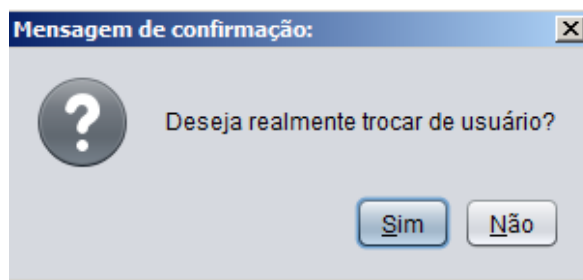 Mensagem de confirmação:
Deseja realmente trocar de usuário?
Sim Não